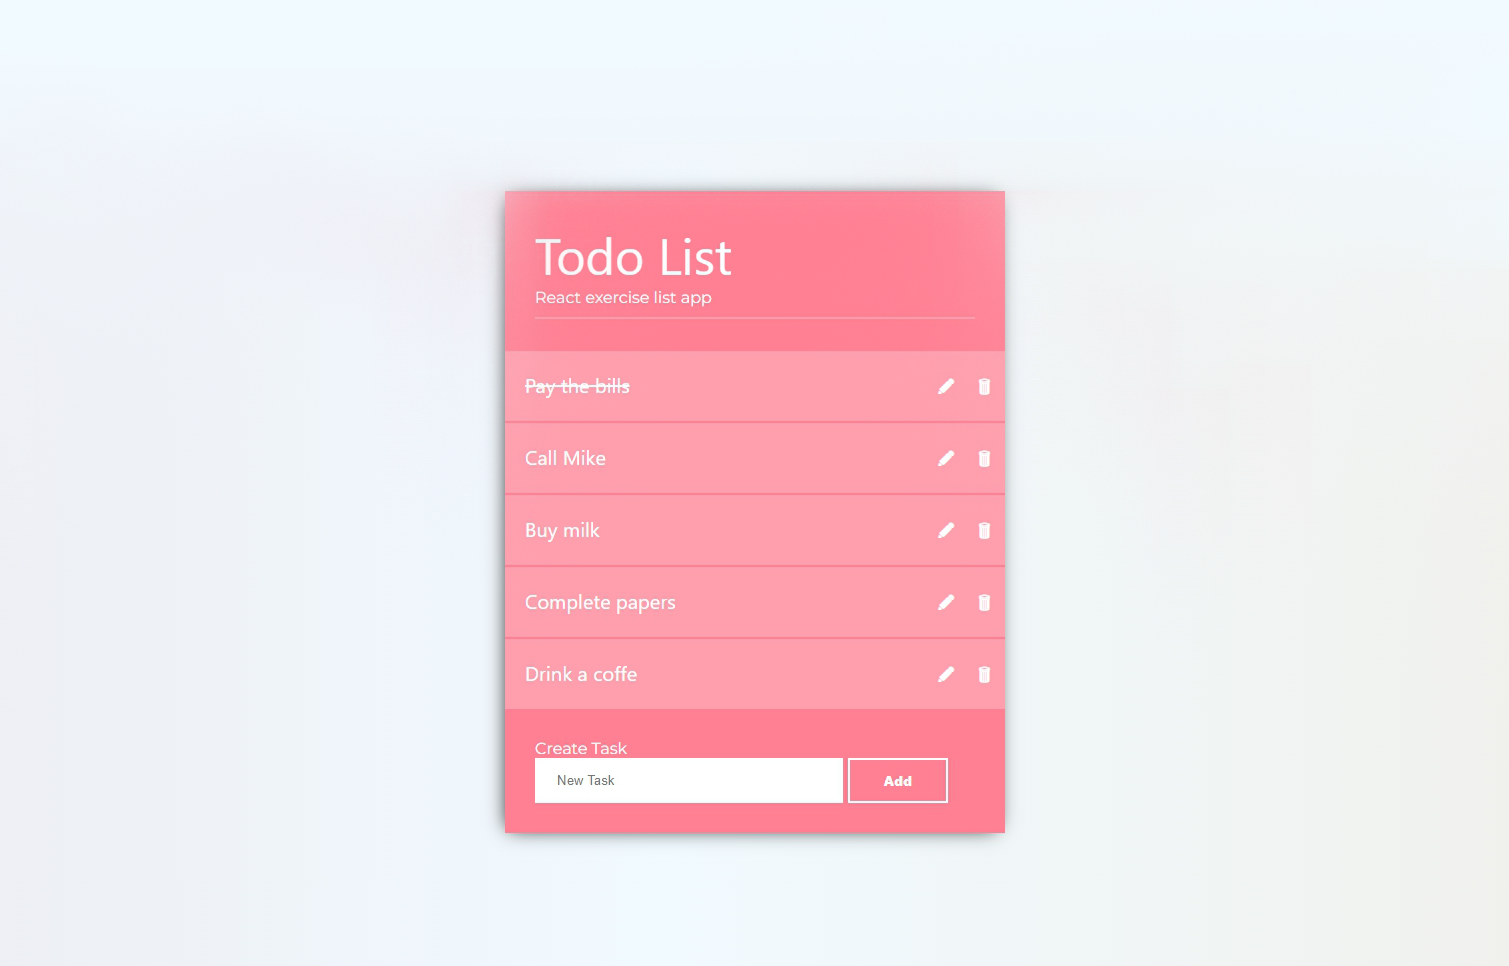 Todo List
React exercise list app
Pay the bills
Call Mike
Buy milk
Complete papers
Drink a coffe
Create Task
New Task
Add